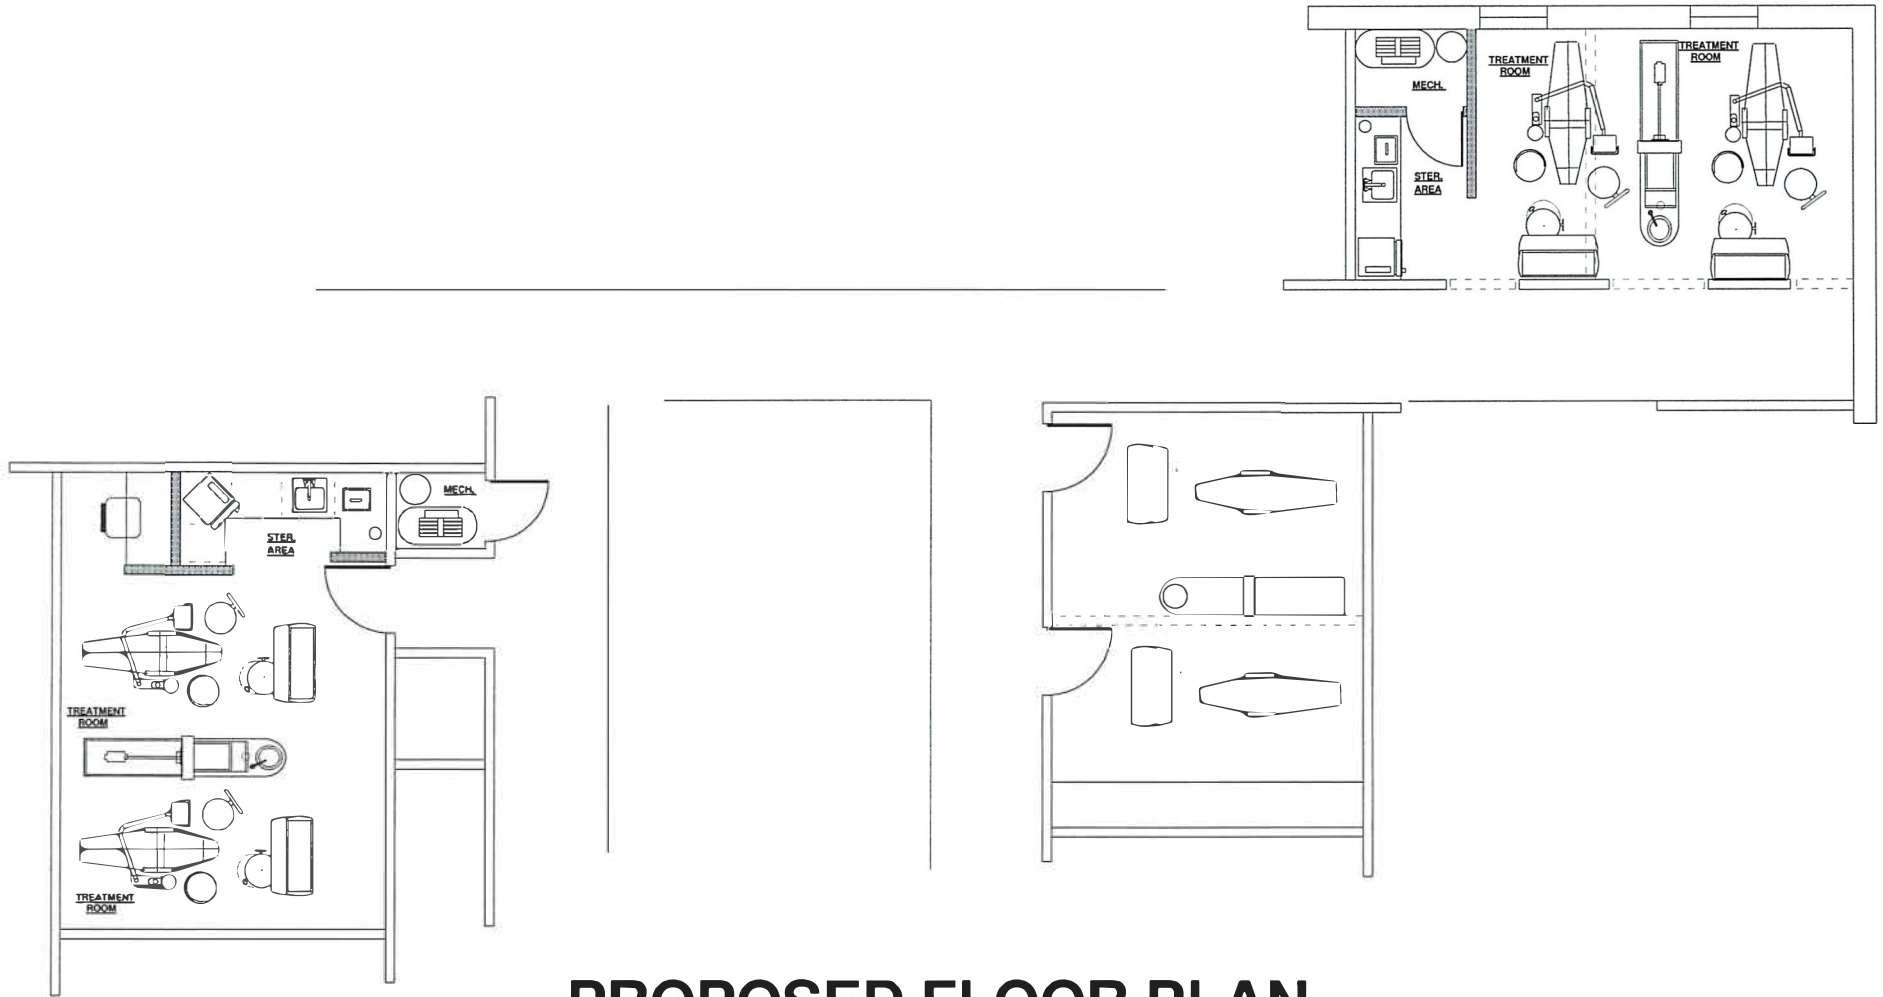 TREATMENT
ROOM
TREATMENT
ROOM
MECH.
STER.
AREA
MECH.
STER.
AREA
TREATMENT
ROOM
TREATMENT
ROOM
PROPOSED FLOOR PLAN